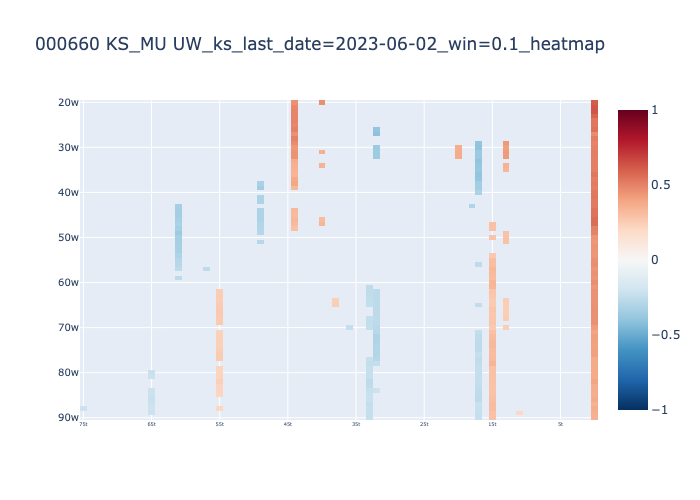 000660 KS_MU UW_ks_last_date=2023-06-02_win=0.1_heatmap
20w
30w
40w
50w
60w
70w
80w
90w
75t
65t
55t
45t
35t
25t
15t
5t
1
0.5
0
−0.5
−1